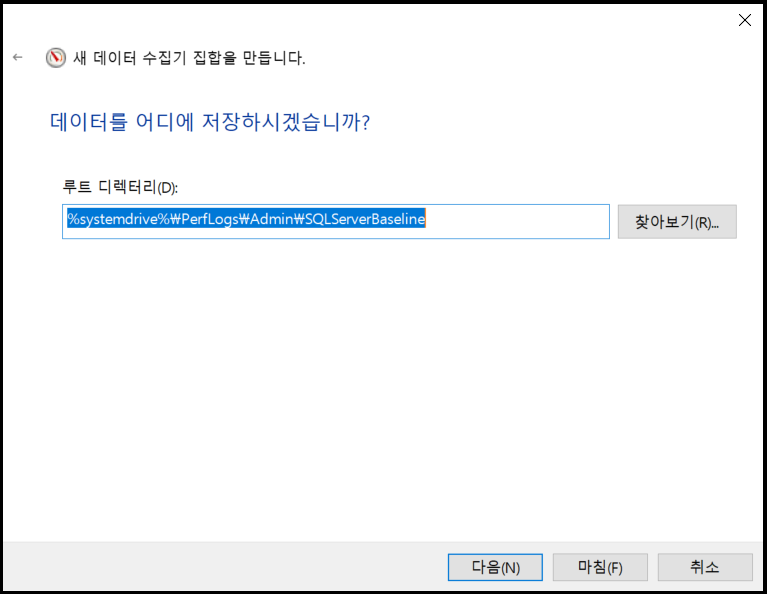 새 데이터 수집기 집합을 만듭니다.
데이터를 어디에 저장하시겠습니까?
루트 디렉터리(D):
%systemdrive%₩PerfLogs₩Admin₩SQLServerBaseline
찾아보기(R)...
다음(N)
마침(F)
취소